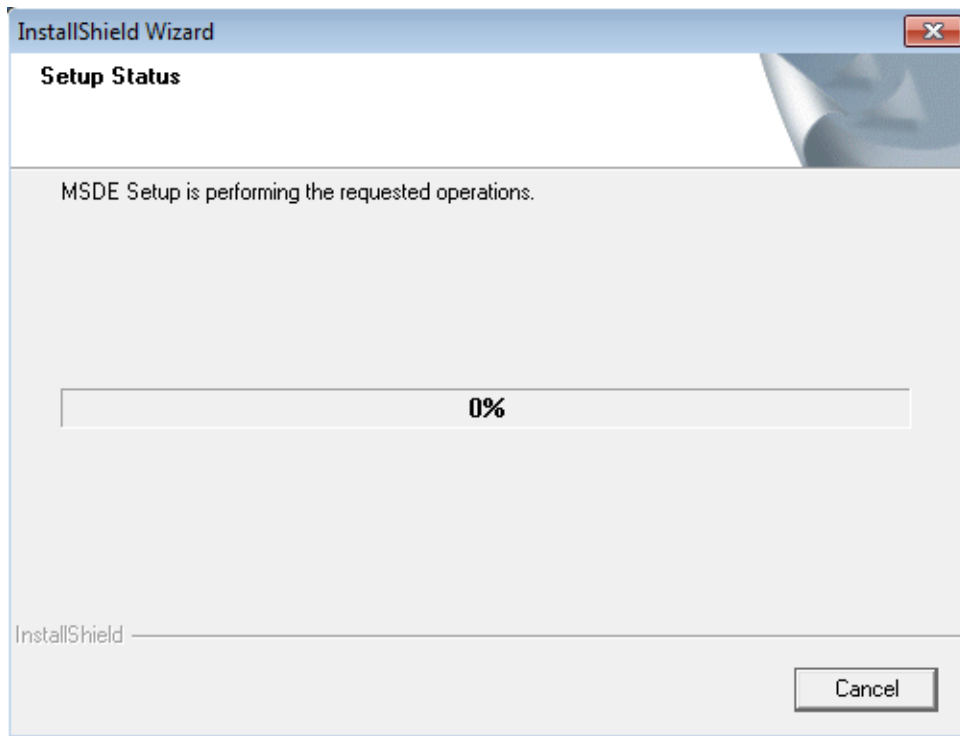 InstallShield Wizard
Setup Status
MSDE Setup is performing the requested operations.
0%
InstallShield
Cancel